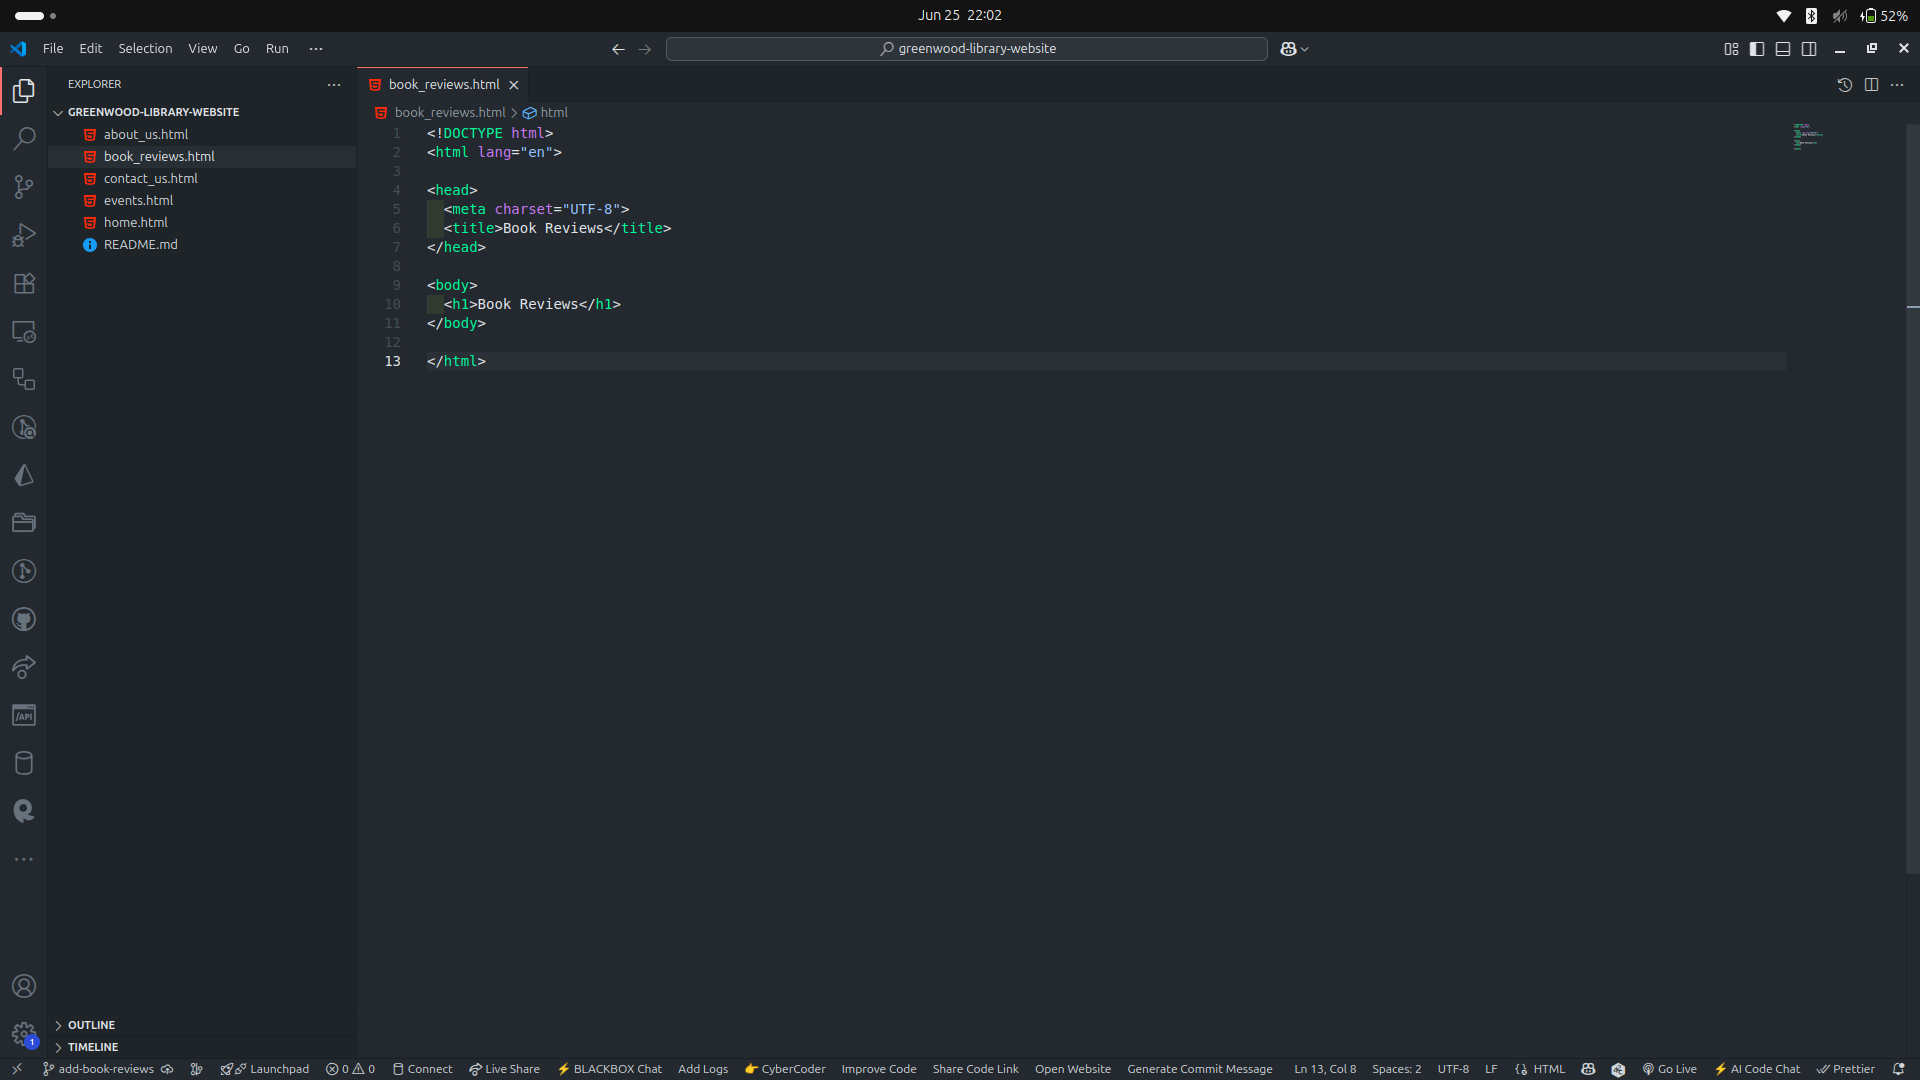 Jun 25 22:02
52%
File Edit Selection View Go Run
greenwood-library-website
EXPLORER
GREENWOOD-LIBRARY-WEBSITE
about_us.html
book_reviews.html
contact_us.html
events.html
home.html
README.md
OUTLINE
TIMELINE
/API
1
book_reviews.html
book_reviews.html > html
1 <!DOCTYPE html>
2 <html lang="en">
3
4 <head>
5 <meta charset="UTF-8">
6 <title>Book Reviews</title>
7 </head>
8
9 <body>
10 <h1>Book Reviews</h1>
11 </body>
12
13 </html>
add-book-reviews Launchpad 0 0 Connect Live Share BLACKBOX Chat Add Logs CyberCoder Improve Code Share Code Link Open Website Generate Commit Message Ln 13, Col 8 Spaces: 2 UTF-8 LF HTML Go Live AI Code Chat Prettier